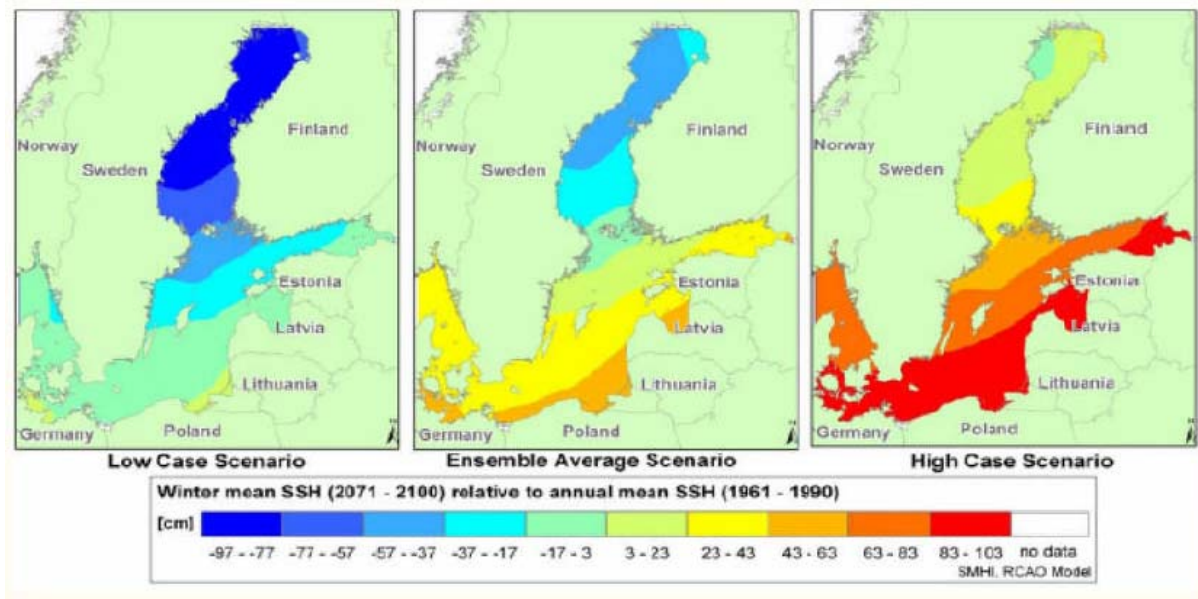 Norway
Sweden
Finland
Estonia
Latvia
Lithuania
Germany
Poland
Low Case Scenario
Norway
Sweden
Finland
Estonia
Latvia
Lithuania
Germany
Poland
Ensemble Average Scenario
Norway
Sweden
Finland
Estonia
Latvia
Lithuania
Germany
Poland
High Case Scenario
Winter mean SSH (2071 - 2100) relative to annual mean SSH (1961 - 1990)
[cm]
-97 - -77 -77 - -57 -57 - -37 -37 - -17 -17 - 3 3 - 23 23 - 43 43 - 63 63 - 83 83 - 103 no data
SMHI, RCAO Model